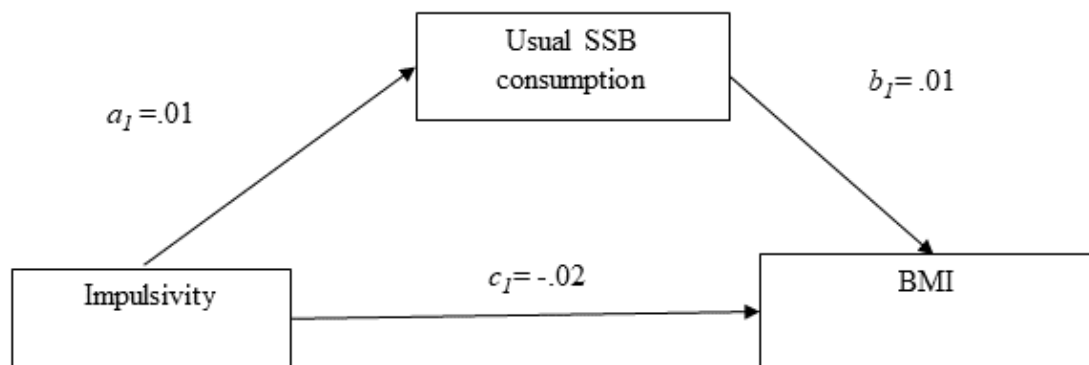 Usual SSB
consumption
a1 =.01
b1= .01
c1= -.02
Impulsivity
BMI